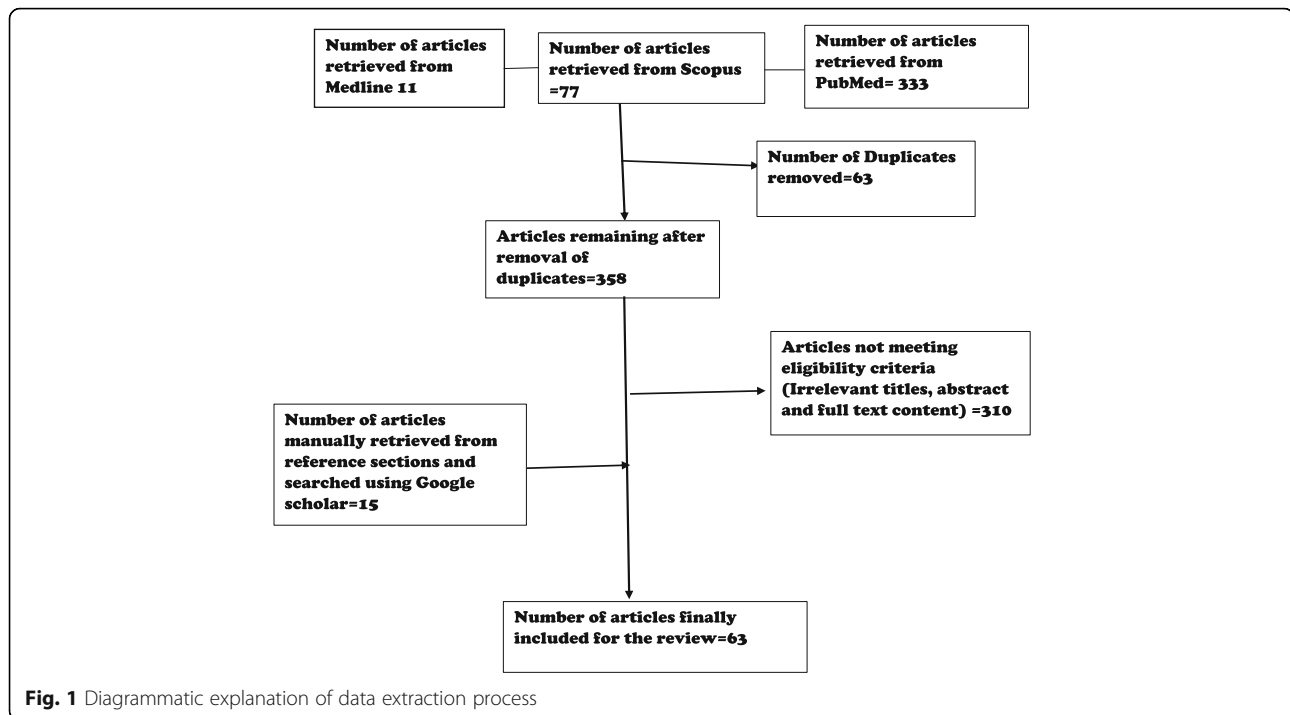 Number of articles
retrieved from
Medline 11
Number of articles
retrieved from Scopus
=77
Number of articles
retrieved from
PubMed= 333
Number of Duplicates
removed=63
Articles remaining after
removal of
duplicates=358
Articles not meeting
eligibility criteria
(Irrelevant titles, abstract
and full text content) =310
Number of articles
manually retrieved from
reference sections and
searched using Google
scholar=15
Number of articles finally
included for the review=63
Fig. 1 Diagrammatic explanation of data extraction process